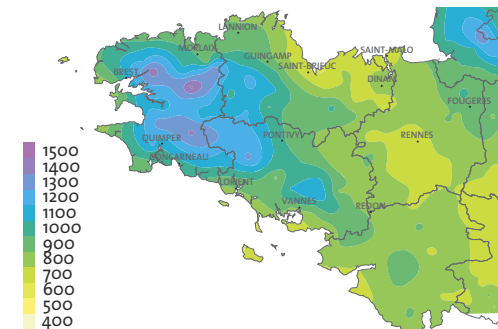 LANNION
MORLAIX
GUINGAMP
SAINT-MALO
SAINT-BRIEUC
BREST
DINAN
FOUGERES
QUIMPER
PONTIVY
RENNES
CONCARNEAU
LORIENT
VANNES
REDON
1500
1400
1300
1200
1100
1000
900
800
700
600
500
400